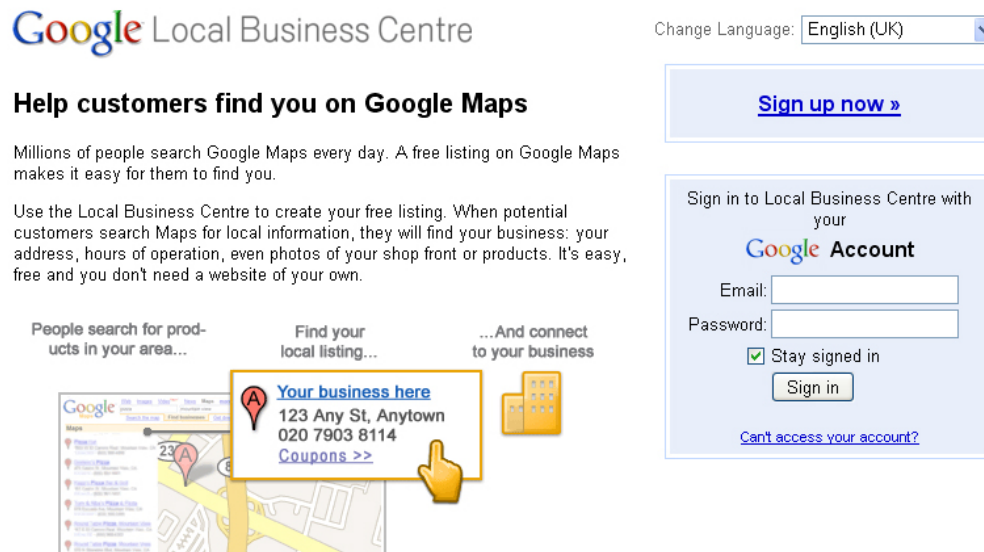 Google Local Business Centre
Change Language: English (UK)
Help customers find you on Google Maps
Sign up now »
Millions of people search Google Maps every day. A free listing on Google Maps
makes it easy for them to find you.
Use the Local Business Centre to create your free listing. When potential
customers search Maps for local information, they will find your business: your
address, hours of operation, even photos of your shop front or products. It's easy,
free and you don't need a website of your own.
Sign in to Local Business Centre with
your
Google Account
Email:
Password:
Stay signed in
Sign in
Can't access your account?
People search for prod-
ucts in your area...
Find your
local listing...
...And connect
to your business
A
Your business here
123 Any St, Anytown
020 7903 8114
Coupons >>
Google
Maps
A
23